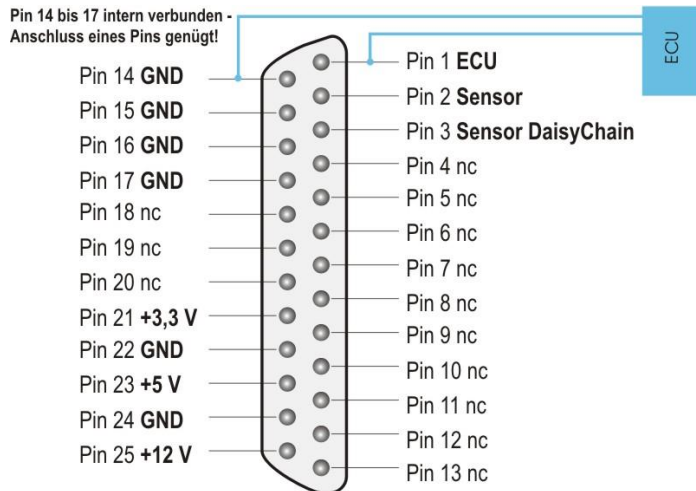 Pin 14 bis 17 intern verbunden -
Anschluss eines Pins genügt!
ECU
Pin 14 GND
Pin 15 GND
Pin 16 GND
Pin 17 GND
Pin 18 nc
Pin 19 nc
Pin 20 nc
Pin 21 +3,3 V
Pin 22 GND
Pin 23 +5 V
Pin 24 GND
Pin 25 +12 V
Pin 1 ECU
Pin 2 Sensor
Pin 3 Sensor DaisyChain
Pin 4 nc
Pin 5 nc
Pin 6 nc
Pin 7 nc
Pin 8 nc
Pin 9 nc
Pin 10 nc
Pin 11 nc
Pin 12 nc
Pin 13 nc